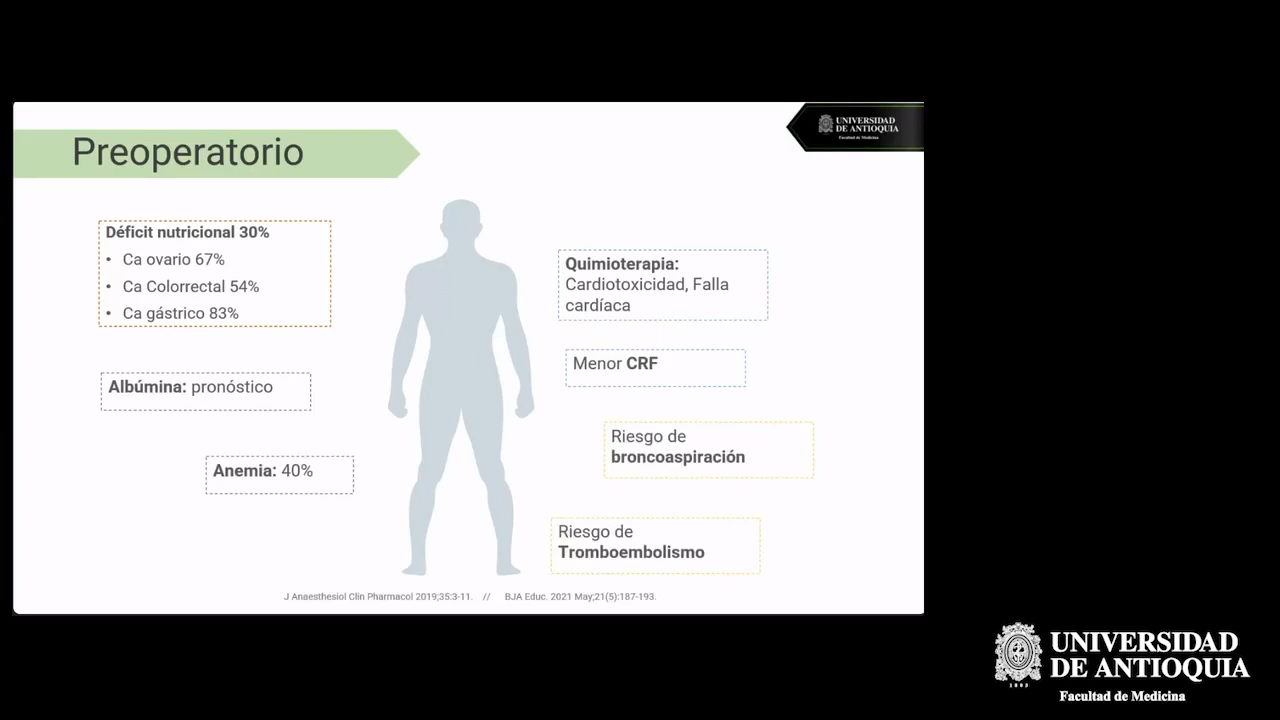 Preoperatorio
UNIVERSIDAD
DE ANTIOQUIA
Facultad de Medicina
Déficit nutricional 30%
• Ca ovario 67%
• Ca Colorrectal 54%
• Ca gástrico 83%
Albúmina: pronóstico
Anemia: 40%
Quimioterapia:
Cardiotoxicidad, Falla
cardíaca
Menor CRF
Riesgo de
broncoaspiración
Riesgo de
Tromboembolismo
J Anaesthesiol Clin Pharmacol 2019;35:3-11. // BJA Educ. 2021 May;21(5):187-193.
1803
UNIVERSIDAD
DE ANTIOQUIA
Facultad de Medicina